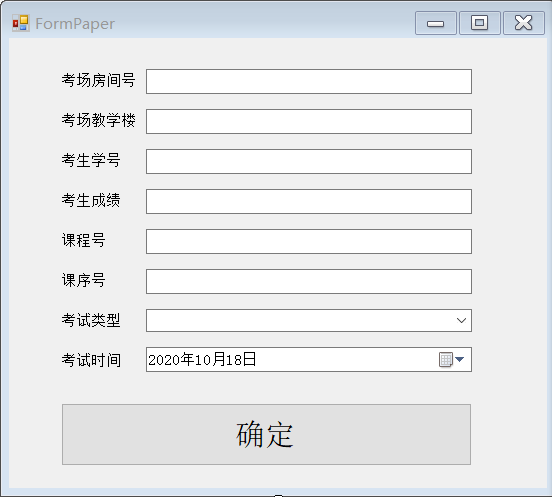 FormPaper
考场房间号
考场教学楼
考生学号
考生成绩
课程号
课序号
考试类型
考试时间 2020年10月18日
确定